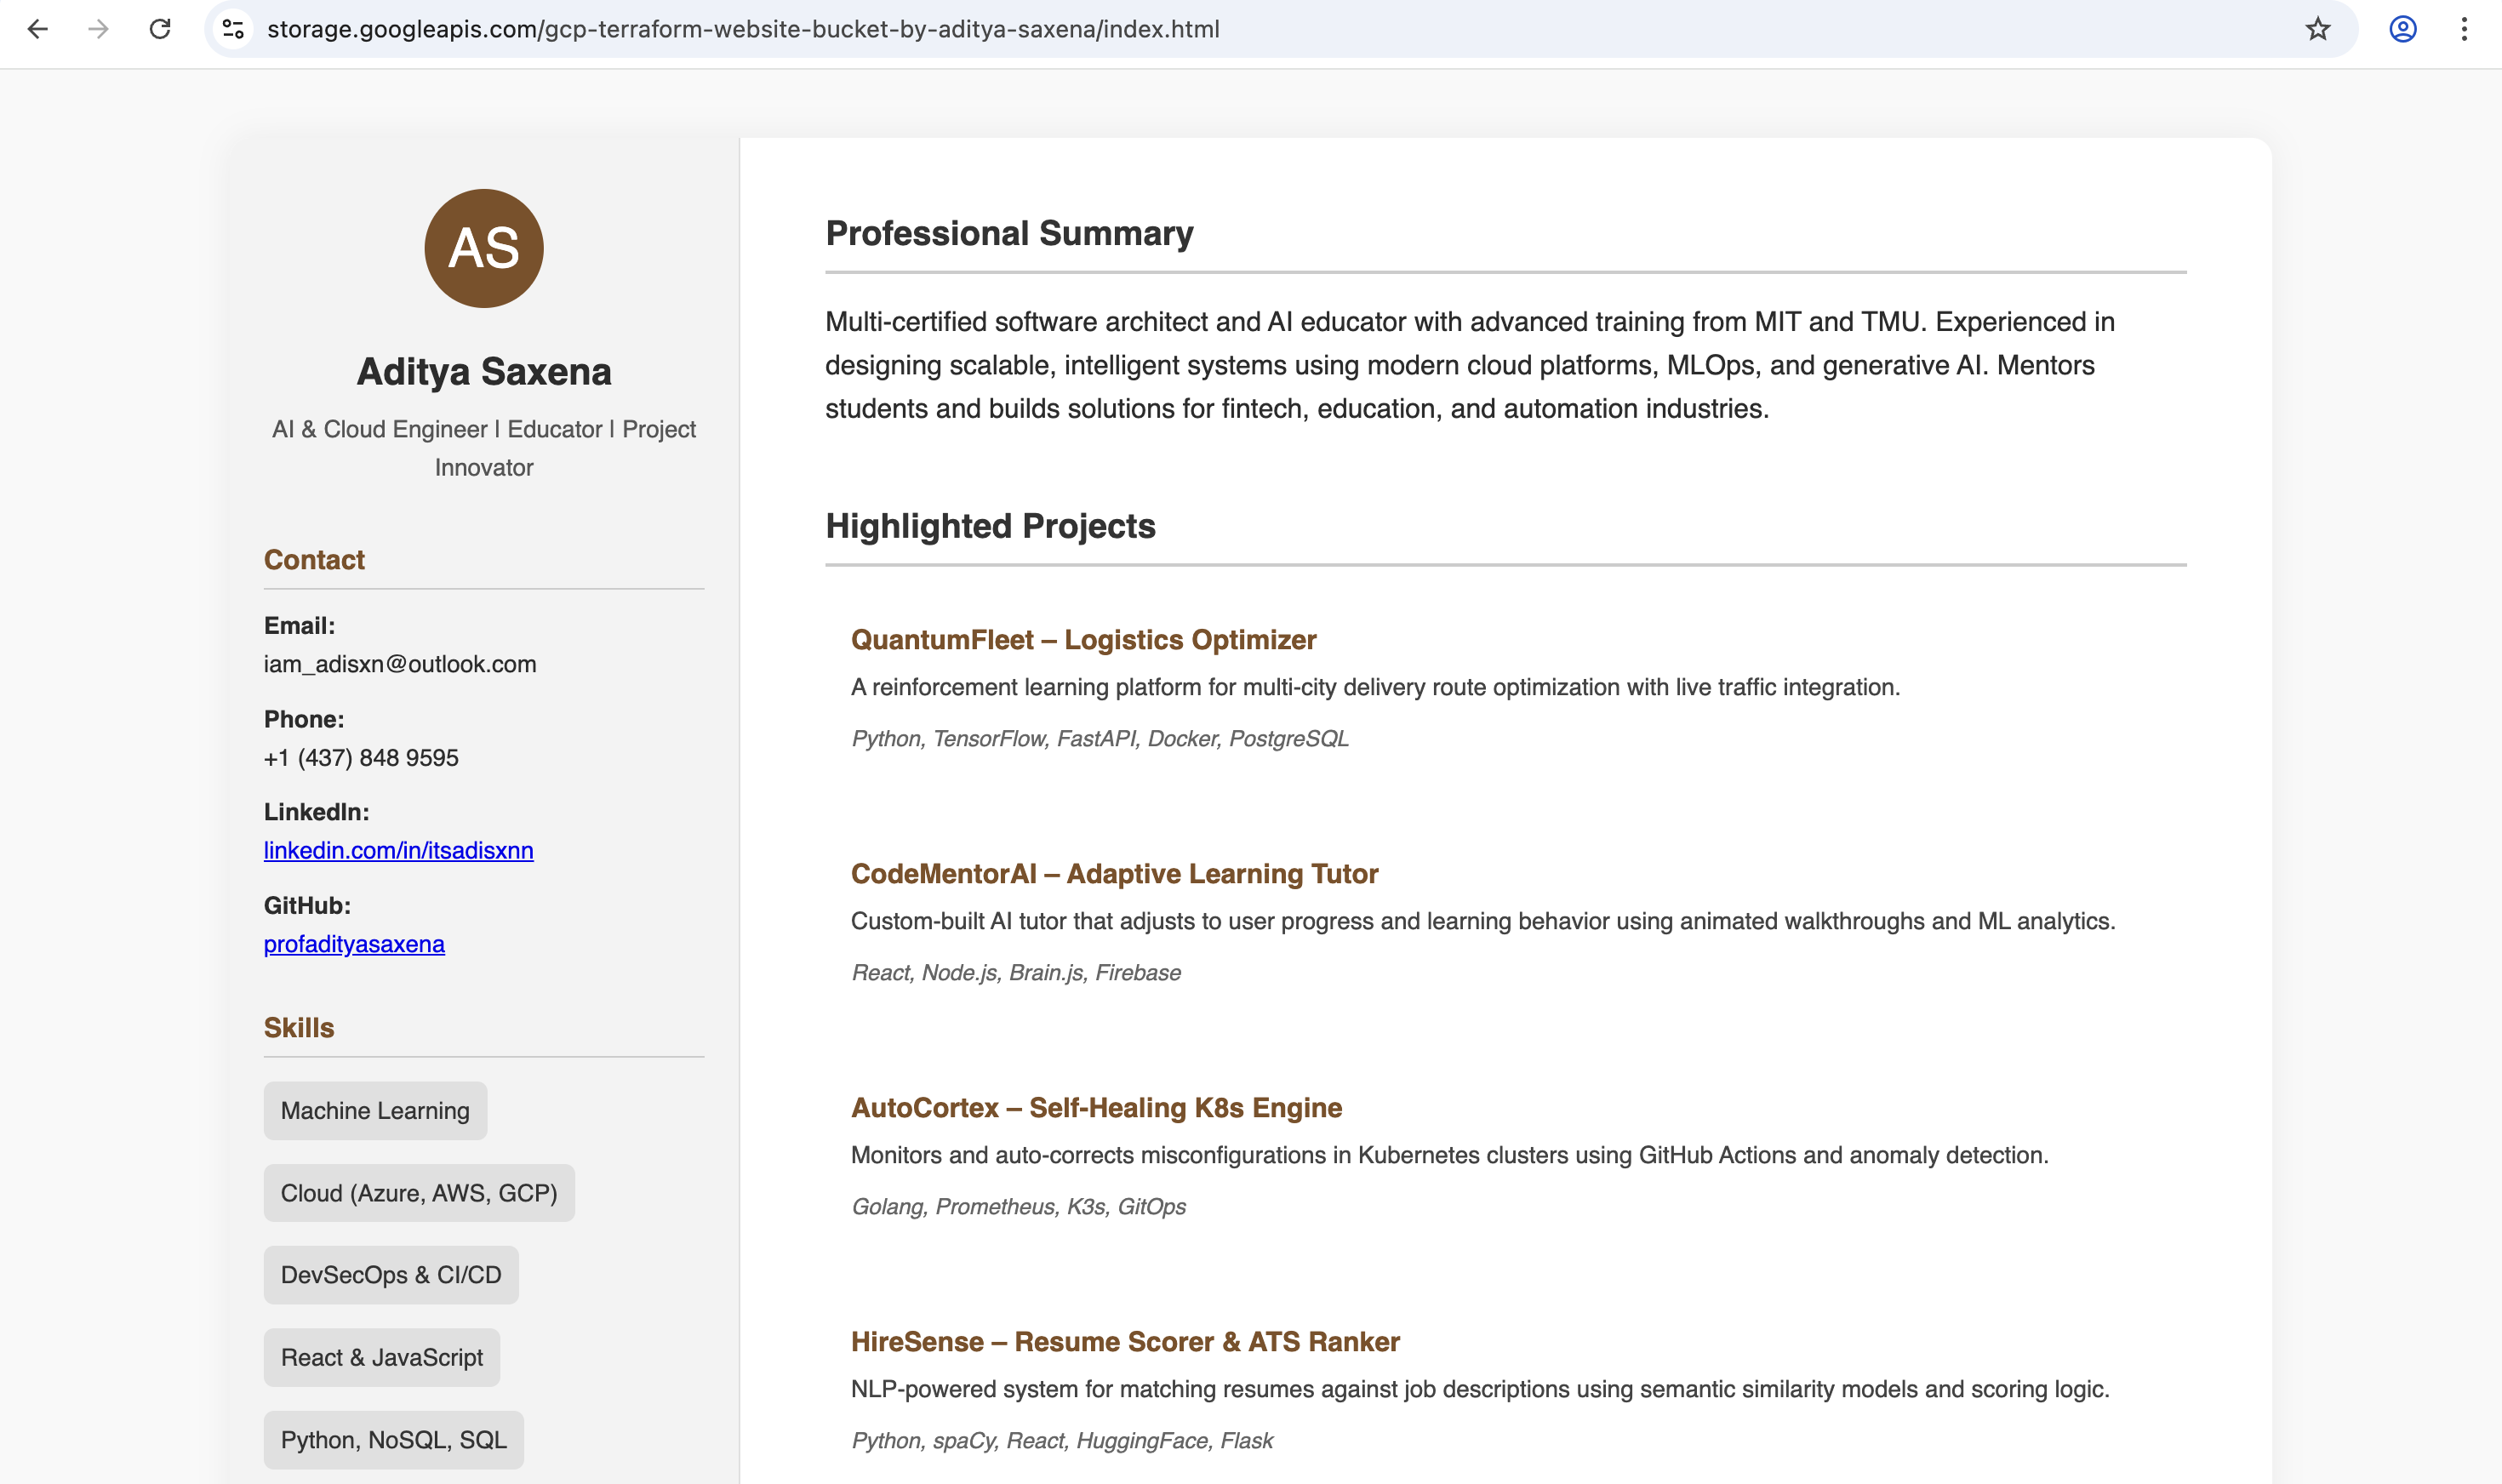 storage.googleapis.com/gcp-terraform-website-bucket-by-aditya-saxena/index.html
AS
Aditya Saxena
AI & Cloud Engineer | Educator | Project
Innovator
Contact
Email:
iam_adisxn@outlook.com
Phone:
+1 (437) 848 9595
LinkedIn:
linkedin.com/in/itsadisxnn
GitHub:
profadityasaxena
Skills
Machine Learning
Cloud (Azure, AWS, GCP)
DevSecOps & CI/CD
React & JavaScript
Python, NoSQL, SQL
Professional Summary
Multi-certified software architect and AI educator with advanced training from MIT and TMU. Experienced in
designing scalable, intelligent systems using modern cloud platforms, MLOps, and generative AI. Mentors
students and builds solutions for fintech, education, and automation industries.
Highlighted Projects
QuantumFleet – Logistics Optimizer
A reinforcement learning platform for multi-city delivery route optimization with live traffic integration.
Python, TensorFlow, FastAPI, Docker, PostgreSQL
CodeMentorAI – Adaptive Learning Tutor
Custom-built AI tutor that adjusts to user progress and learning behavior using animated walkthroughs and ML analytics.
React, Node.js, Brain.js, Firebase
AutoCortex – Self-Healing K8s Engine
Monitors and auto-corrects misconfigurations in Kubernetes clusters using GitHub Actions and anomaly detection.
Golang, Prometheus, K3s, GitOps
HireSense – Resume Scorer & ATS Ranker
NLP-powered system for matching resumes against job descriptions using semantic similarity models and scoring logic.
Python, spaCy, React, HuggingFace, Flask